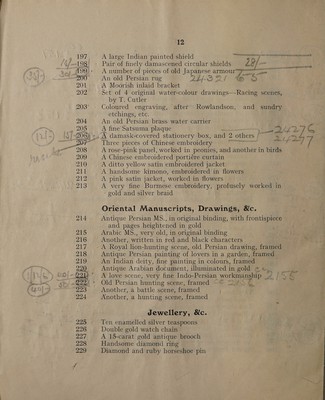 12
197 A large Indian painted shield
198 Pair of finely damascened circular shields 28/-
199 A number of pieces of old Japanese armour
200 An old Persian rug
201 A Moorish inlaid bracket
202 Set of 4 original water-colour drawings—Racing scenes,
by T. Cutler
203 Coloured engraving, after Rowlandson, and sundry
etchings, etc.
204 An old Persian brass water carrier
205 A fine Satsuma plaque
206 A damask-covered stationery box, and 2 others
207 Three pieces of Chinese embroidery
208 A rose-pink panel, worked in peonies, and another in birds
209 A Chinese embroidered portière curtain
210 A ditto yellow satin embroidered jacket
211 A handsome kimono, embroidered in flowers
212 A pink satin jacket, worked in flowers
213 A very fine Burmese embroidery, profusely worked in
gold and silver braid
Oriental Manuscripts, Drawings, &c.
214 Antique Persian MS., in original binding, with frontispiece
and pages heightened in gold
215 Arabic MS., very old, in original binding
216 Another, written in red and black characters
217 A Royal lion-hunting scene, old Persian drawing, framed
218 Antique Persian painting of lovers in a garden, framed
219 An Indian deity, fine painting in colours, framed
220 Antique Arabian document, illuminated in gold
221 A love scene, very fine Indo-Persian workmanship
222 Old Persian hunting scene, framed
223 Another, a battle scene, framed
224 Another, a hunting scene, framed
Jewellery, &c.
225 Ten enamelled silver teaspoons
226 Double gold watch chain
227 A 15-carat gold antique brooch
228 Handsome diamond ring
229 Diamond and ruby horseshoe pin